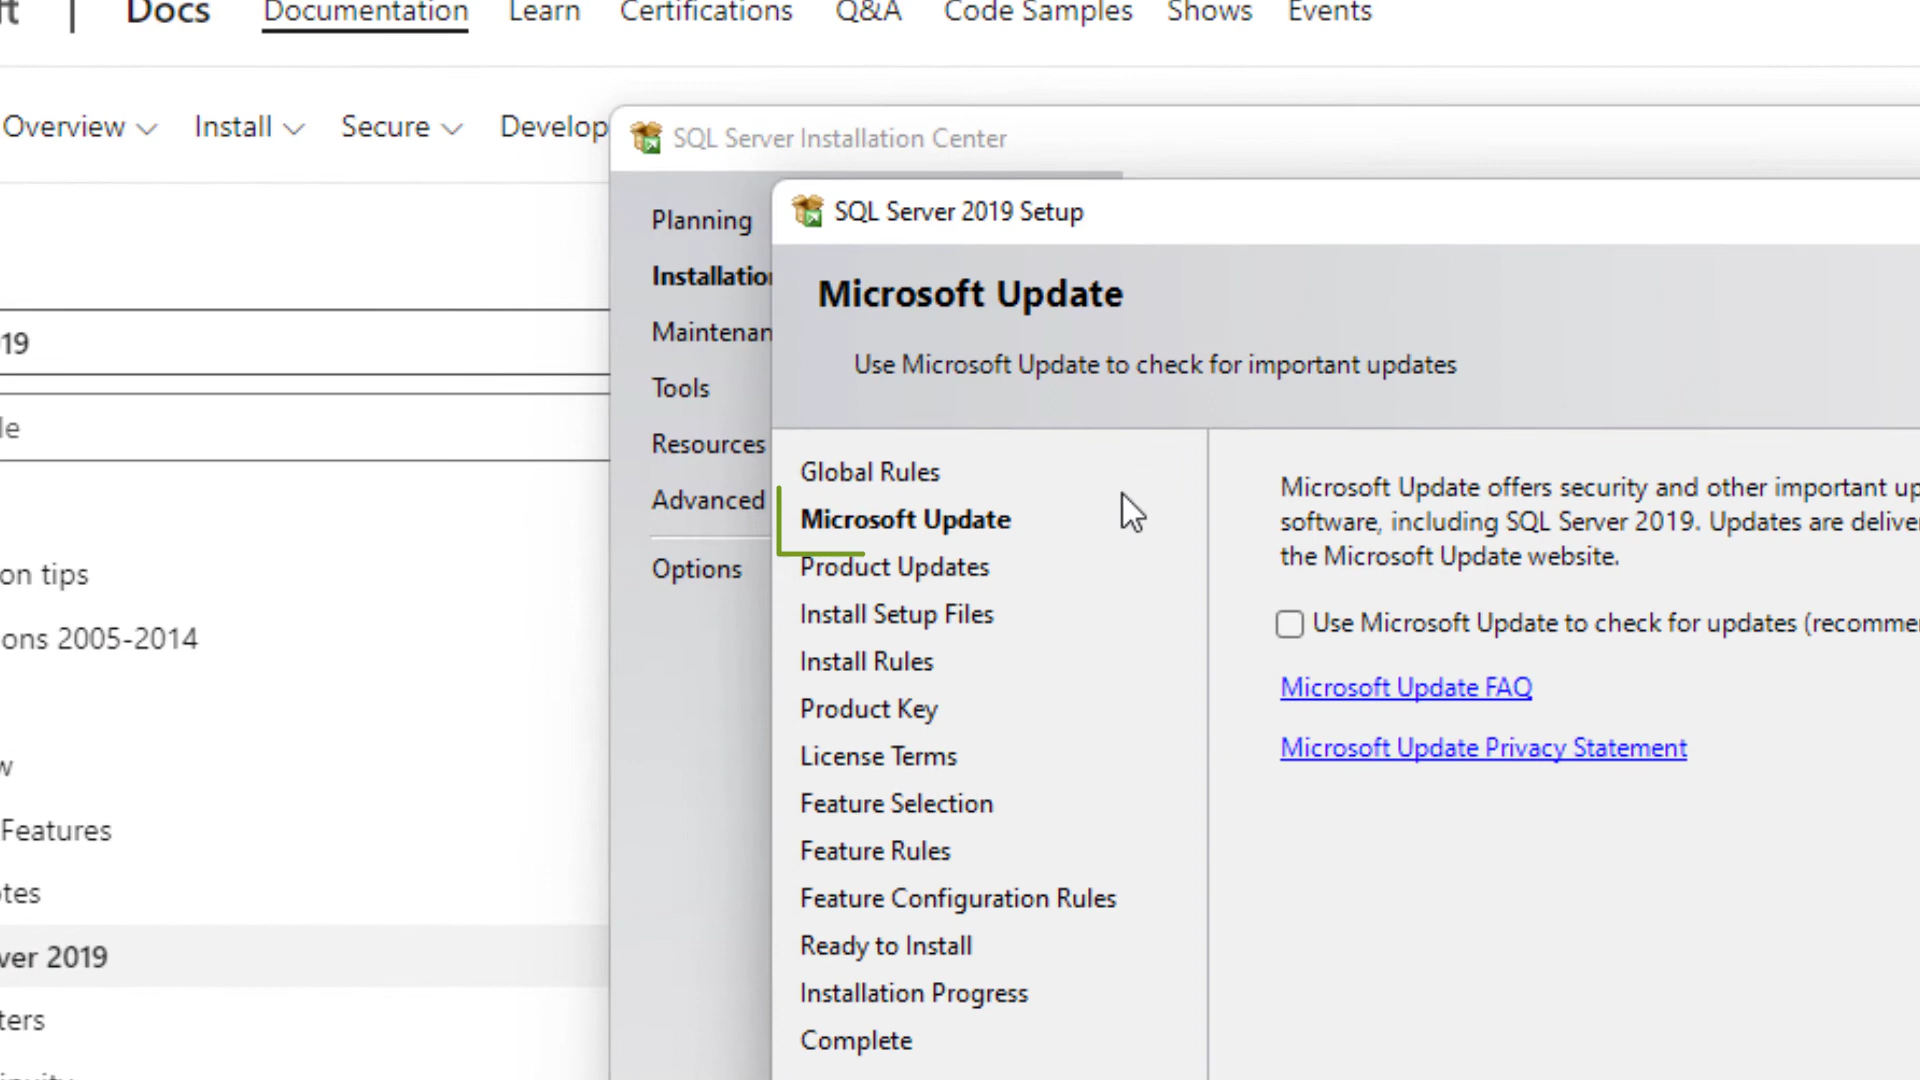 Docs
Documentation
Learn
Certifications
Q&A
Code Samples
Shows
Events
Overview
Install
Secure
Develop
SQL Server Installation Center
Planning
Installation
Maintenan
Tools
Resources
Advanced
Options
SQL Server 2019 Setup
Microsoft Update
Use Microsoft Update to check for important updates
Global Rules
Microsoft Update
Product Updates
Install Setup Files
Install Rules
Product Key
License Terms
Feature Selection
Feature Rules
Feature Configuration Rules
Ready to Install
Installation Progress
Complete
Microsoft Update offers security and other important up
software, including SQL Server 2019. Updates are deliver
the Microsoft Update website.
Use Microsoft Update to check for updates (recomme
Microsoft Update FAQ
Microsoft Update Privacy Statement
19
le
on tips
ons 2005-2014
w
Features
otes
ver 2019
ters